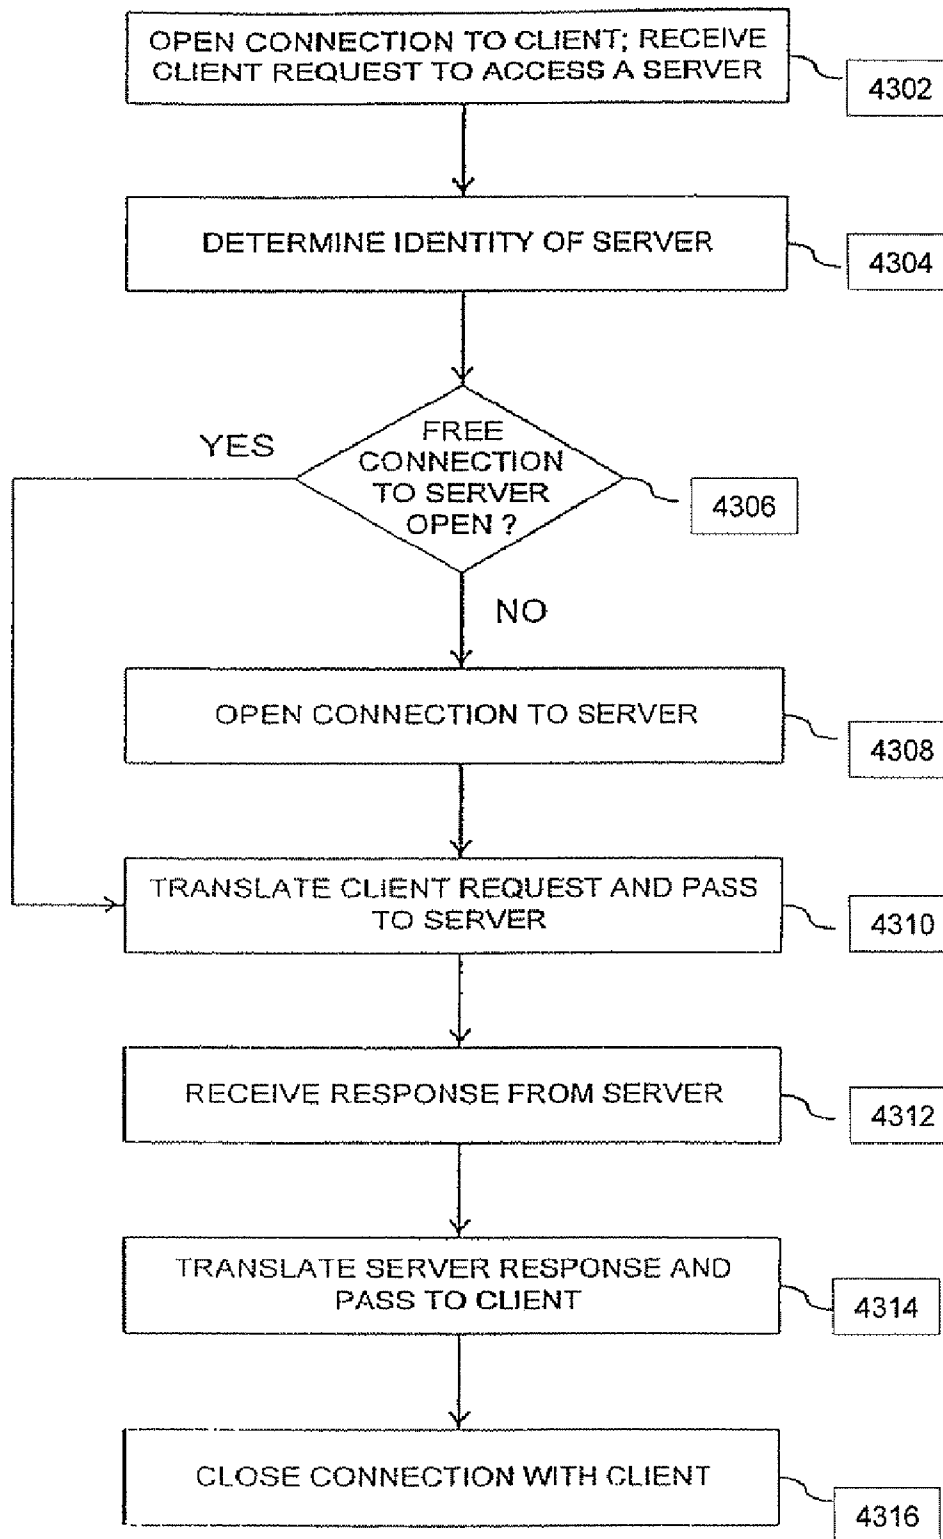 OPEN CONNECTION TO CLIENT; RECEIVE
CLIENT REQUEST TO ACCESS A SERVER
4302
DETERMINE IDENTITY OF SERVER
4304
YES
FREE
CONNECTION
TO SERVER
OPEN ?
4306
NO
OPEN CONNECTION TO SERVER
4308
TRANSLATE CLIENT REQUEST AND PASS
TO SERVER
4310
RECEIVE RESPONSE FROM SERVER
4312
TRANSLATE SERVER RESPONSE AND
PASS TO CLIENT
4314
CLOSE CONNECTION WITH CLIENT
4316